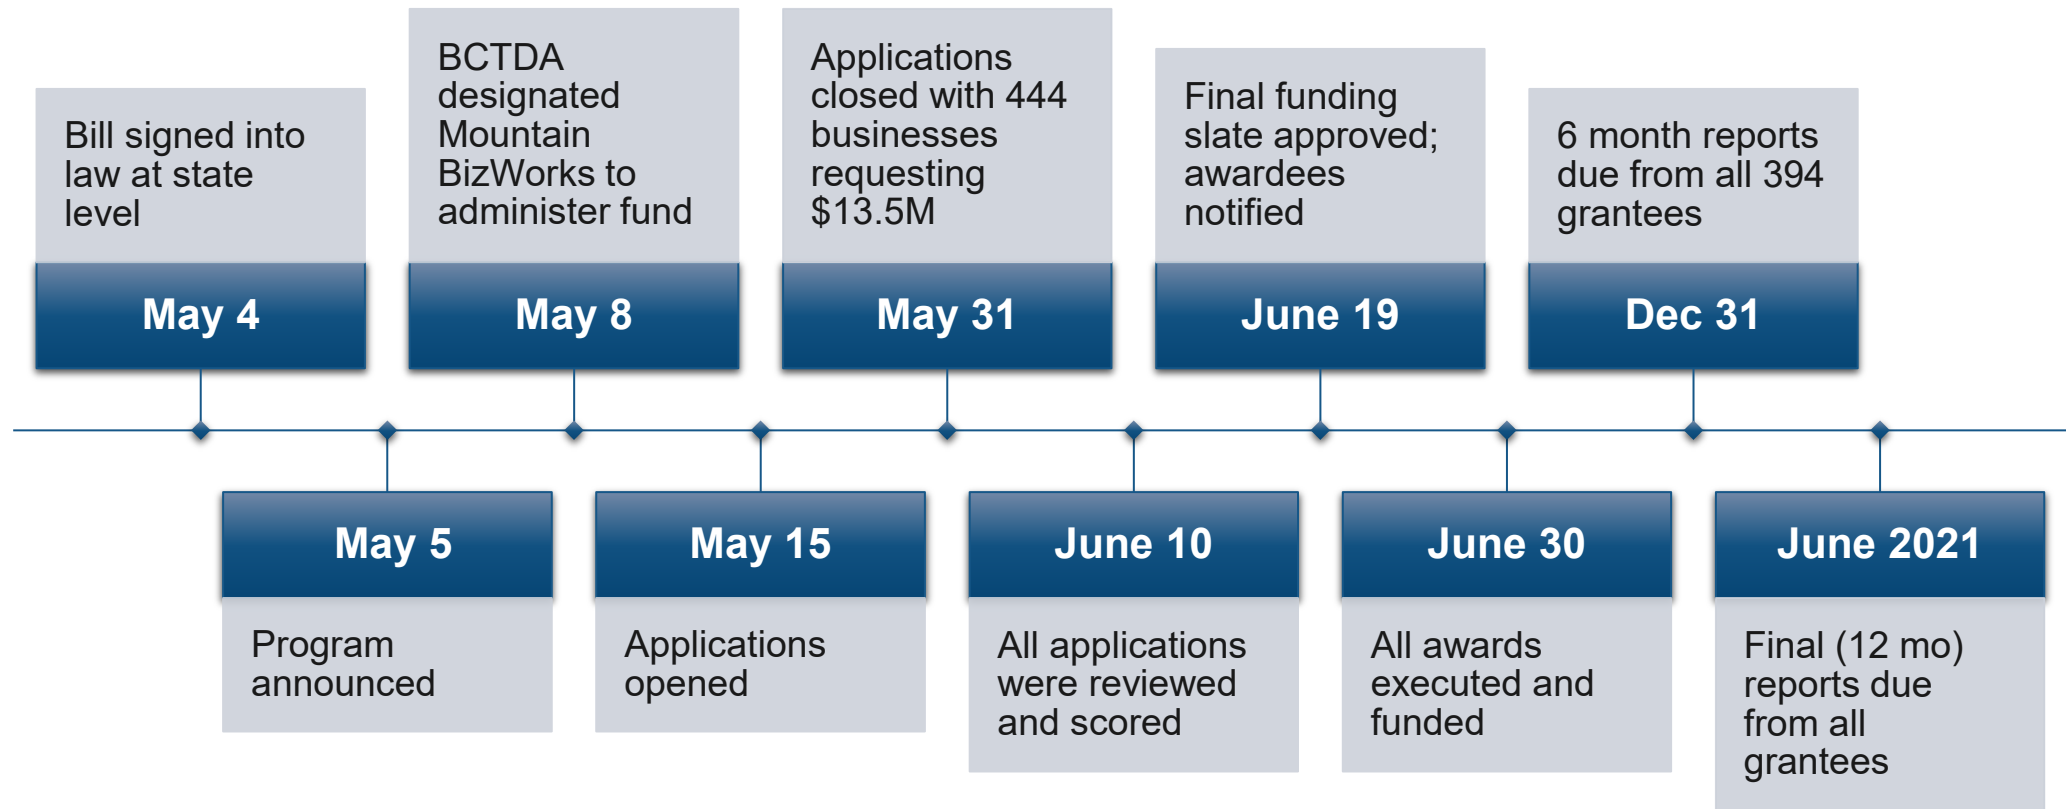 Bill signed into
law at state
level
May 4
Program
announced
May 5
BCTDA
designated
Mountain
BizWorks to
administer fund
May 8
Applications
opened
May 15
Applications
closed with 444
businesses
requesting
$13.5M
May 31
All applications
were reviewed
and scored
June 10
Final funding
slate approved;
awardees
notified
June 19
All awards
executed and
funded
June 30
6 month reports
due from all 394
grantees
Dec 31
Final (12 mo)
reports due
from all
grantees
June 2021